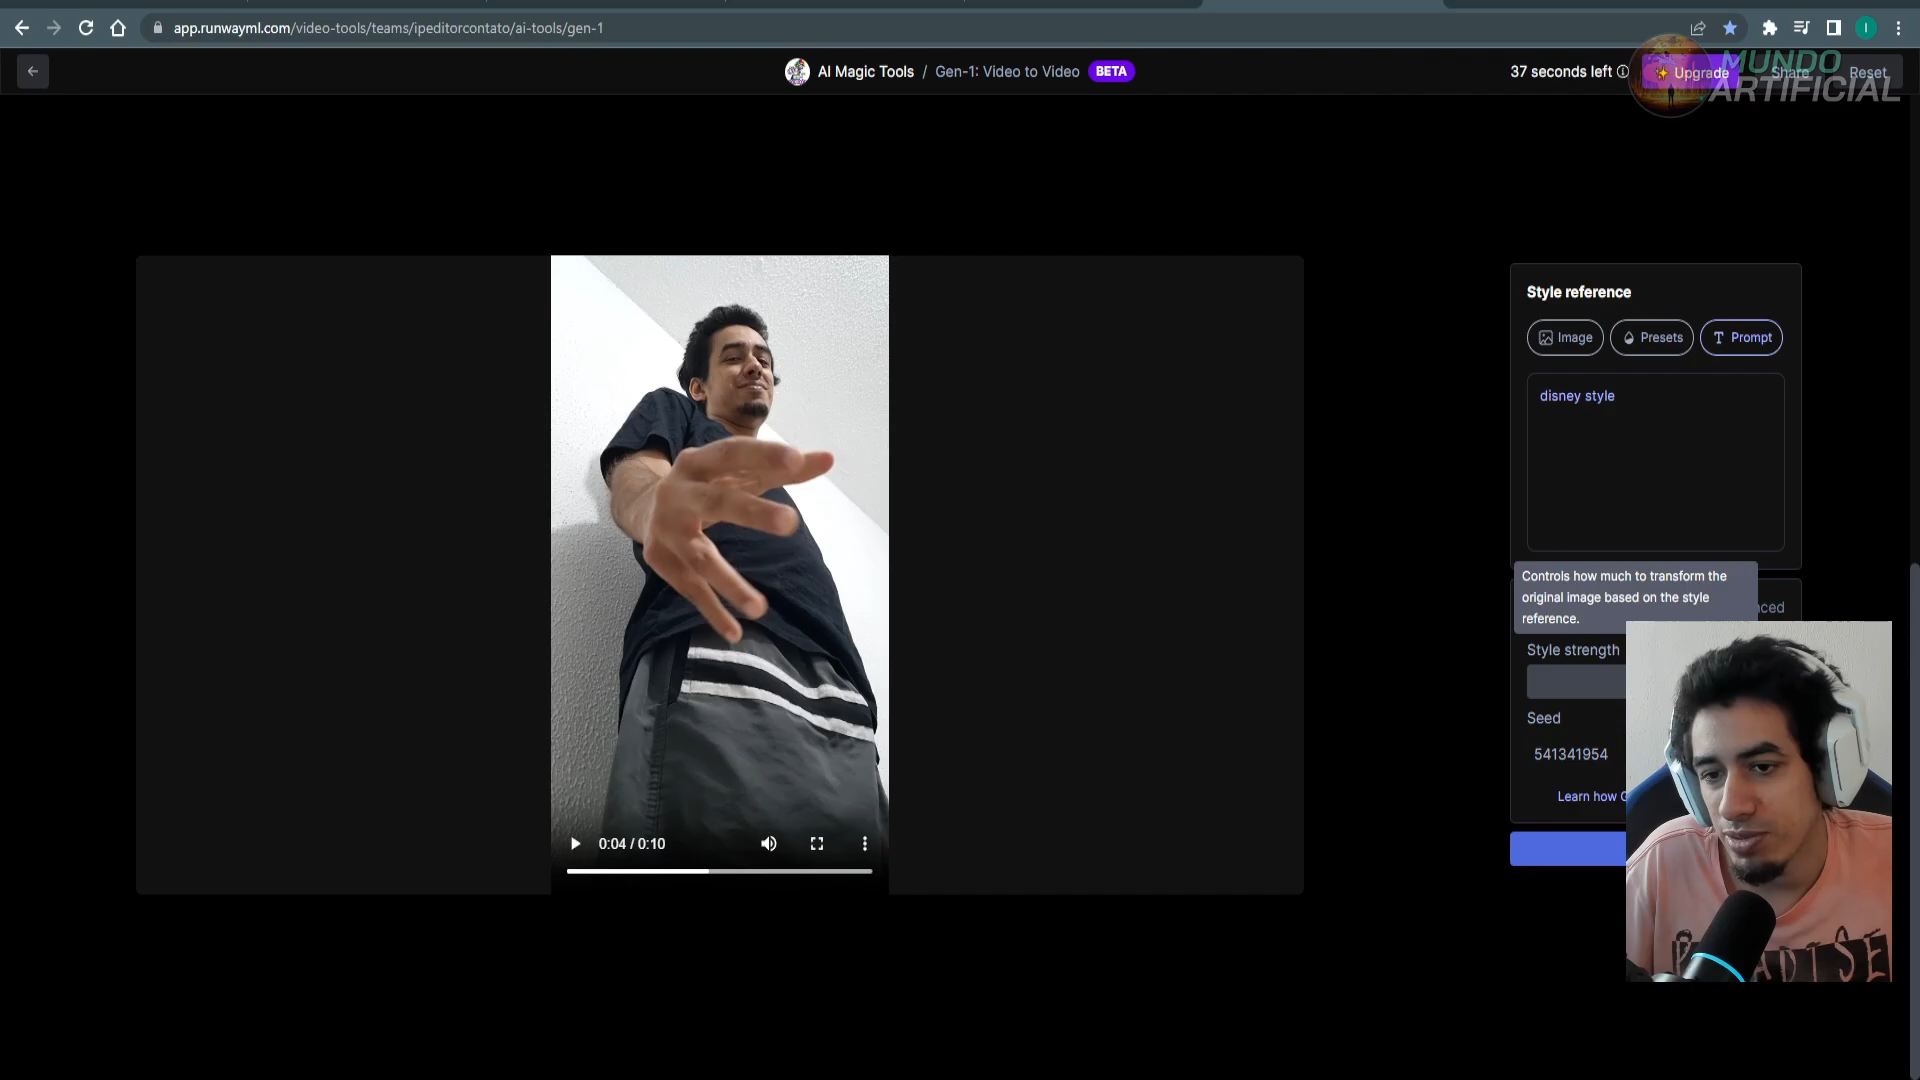 app.runwayml.com/video-tools/teams/ipeditorcontato/ai-tools/gen-1
AI Magic Tools / Gen-1: Video to Video BETA
37 seconds left
Upgrade
Share
Reset
MUNDO
ARTIFICIAL
Style reference
Image
Presets
Prompt
disney style
Controls how much to transform the
original image based on the style
reference.
Style strength
Seed
541341954
Learn how
0:04 / 0:10